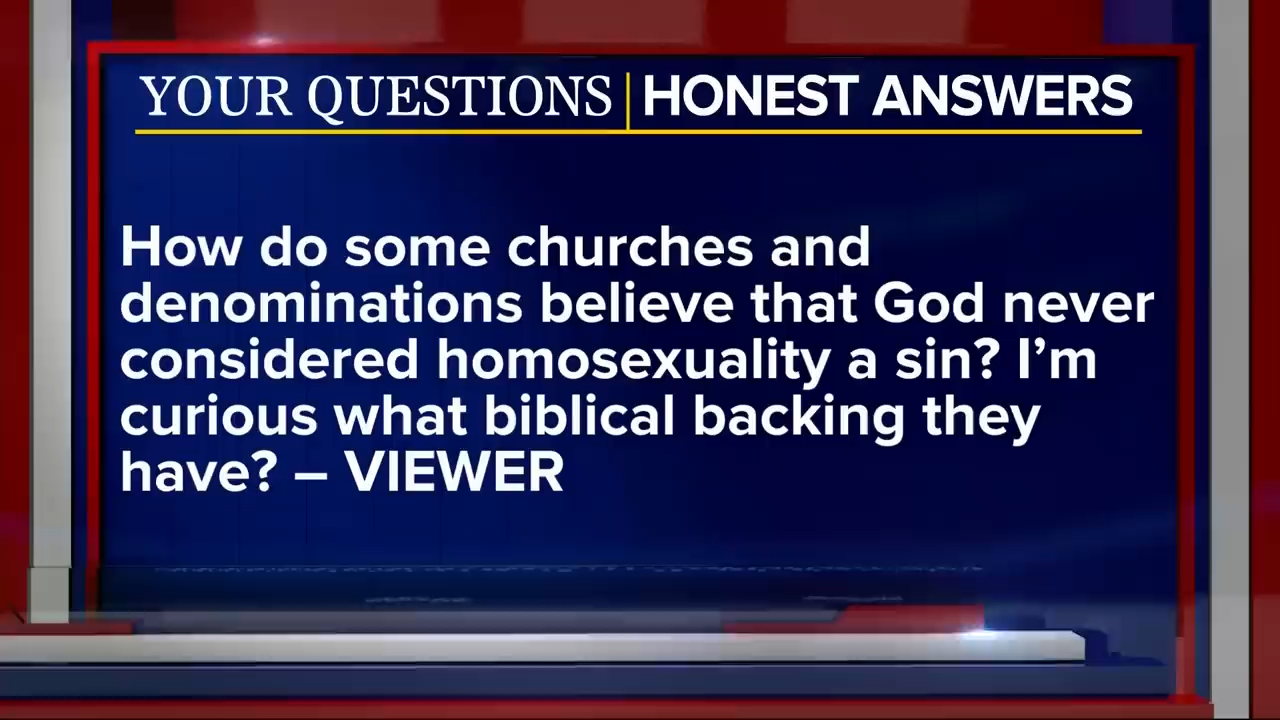 YOUR QUESTIONS | HONEST ANSWERS
How do some churches and
denominations believe that God never
considered homosexuality a sin? I’m
curious what biblical backing they
have? – VIEWER